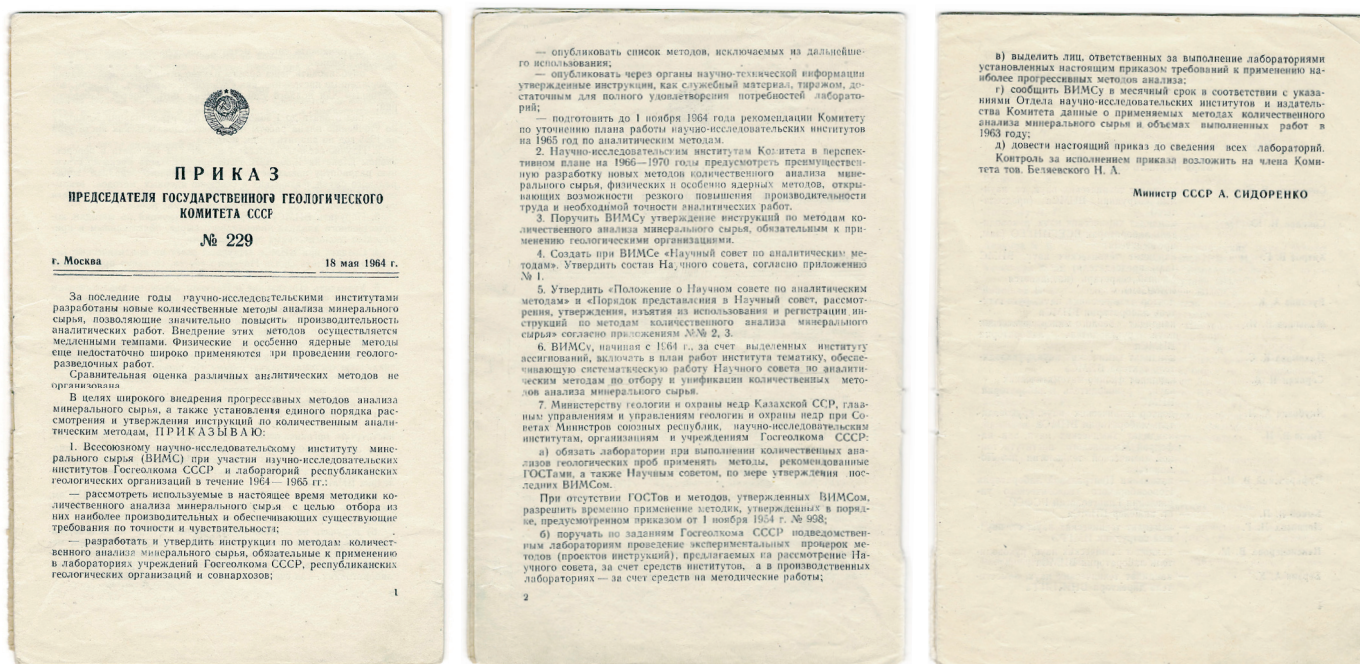 ПРИКАЗ
ПРЕДСЕДАТЕЛЯ ГОСУДАРСТВЕННОГО ГЕОЛОГИЧЕСКОГО
КОМИТЕТА СССР
№ 229
г. Москва 18 мая 1964 г.
За последние годы научно-исследовательскими институтами
разработаны новые количественные методы анализа минерального
сырья, позволяющие значительно повысить производительность
аналитических работ. Внедрение этих методов осуществляется
медленными темпами. Физические и особенно ядерные методы
еще недостаточно широко применяются при проведении геолого-
разведочных работ.
Сравнительная оценка различных аналитических методов не
организована
В целях широкого внедрения прогрессивных методов анализа
минерального сырья, а также установления единого порядка рас-
смотрения и утверждения инструкций по количественным анали-
тическим методам, ПРИКАЗЫВАЮ:
1. Всесоюзному научно-исследовательскому институту мине-
рального сырья (ВИМС) при участии научно-исследовательских
институтов Госгеолкома СССР и лабораторий республиканских
геологических организаций в течение 1964—1965 гг.:
— рассмотреть используемые в настоящее время методики ко-
личественного анализа минерального сырья с целью отбора из
них наиболее производительных и обеспечивающих существующие
требования по точности и чувствительности;
— разработать и утвердить инструкции по методам количест-
венного анализа минерального сырья, обязательные к применению
в лабораториях учреждений Госгеолкома СССР, республиканских
геологических организаций и совнархозов;
1
— опубликовать список методов, исключаемых из дальнейше-
го использования;
— опубликовать через органы научно-технической информации
утвержденные инструкции, как служебный материал, тиражом, до-
статочным для полного удовлетворения потребностей лаборато-
рий;
— подготовить до 1 ноября 1964 года рекомендации Комитету
по уточнению плана работы научно-исследовательских институтов
на 1965 год по аналитическим методам.
2. Научно-исследовательским институтам Комитета в перспек-
тивном плане на 1966—1970 годы предусмотреть преимуществен-
ную разработку новых методов количественного анализа мине-
рального сырья, физических и особенно ядерных методов, откры-
вающих возможности резкого повышения производительности
труда и необходимой точности аналитических работ.
3. Поручить ВИМСу утверждение инструкций по методам ко-
личественного анализа минерального сырья, обязательным к при-
менению геологическими организациями.
4. Создать при ВИМСе «Научный совет по аналитическим ме-
тодам». Утвердить состав Научного совета, согласно приложению
№ 1.
5. Утвердить «Положение о Научном совете по аналитическим
методам» и «Порядок представления в Научный совет, рассмот-
рения, утверждения, изъятия из использования и регистрации ин-
струкций по методам количественного анализа минерального
сырья» согласно приложениям №№ 2, 3.
6. ВИМСу, начиная с 1964 г., за счет выделенных институту
ассигнований, включать в план работ института тематику, обеспе-
чивающую систематическую работу Научного совета по аналити-
ческим методам по отбору и унификации количественных мето-
дов анализа минерального сырья.
7. Министерству геологии и охраны недр Казахской ССР, глав-
ным управлениям и управлениям геологии и охраны недр при Со-
ветах Министров союзных республик, научно-исследовательским
институтам, организациям и учреждениям Госгеолкома СССР:
а) обязать лаборатории при выполнении количественных ана-
лизов геологических проб применять методы, рекомендованные
ГОСТами, а также Научным советом, по мере утверждения пос-
ледних ВИМСом.
При отсутствии ГОСТов и методов, утвержденных ВИМСом,
разрешить временно применение методик, утвержденных в поряд-
ке, предусмотренном приказом от 1 ноября 1954 г. № 998;
б) поручать по заданиям Госгеолкома СССР подведомствен-
ным лабораториям проведение экспериментальных проверок ме-
тодов (проектов инструкций), предлагаемых на рассмотрение На-
учного совета, за счет средств институтов, а в производственных
лабораториях — за счет средств на методические работы;
2
в) выделить лиц, ответственных за выполнение лабораториями
установленных настоящим приказом требований к применению на-
иболее прогрессивных методов анализа;
г) сообщить ВИМСу в месячный срок в соответствии с указа-
ниями Отдела научно-исследовательских институтов и издатель-
ства Комитета данные о применяемых методах количественного
анализа минерального сырья и объемах выполненных работ в
1963 году;
д) довести настоящий приказ до сведения всех лабораторий.
Контроль за исполнением приказа возложить на члена Коми-
тета тов. Беляевского Н. А.
Министр СССР А. СИДОРЕНКО